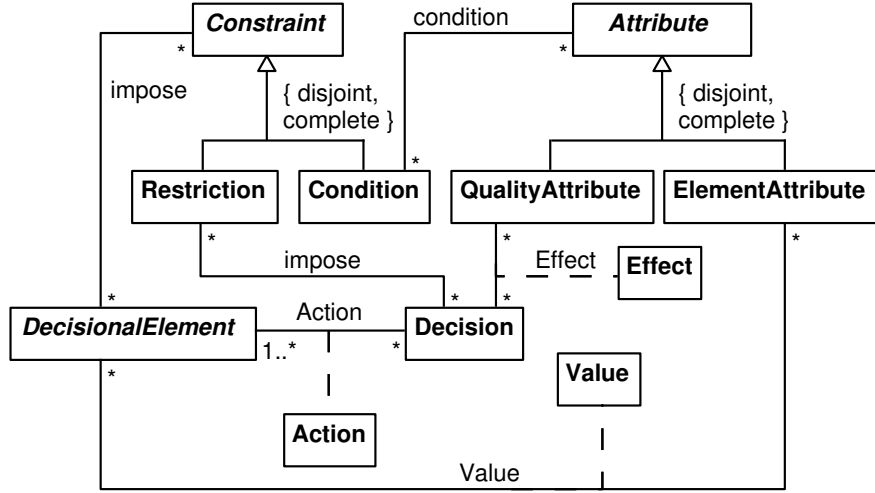 Constraint
condition
Attribute
*
*
impose
{ disjoint,
complete }
{ disjoint,
complete }
*
Restriction
Condition
QualityAttribute
ElementAttribute
*
*
*
impose
Effect
Effect
*
*
*
Action
DecisionalElement
Decision
1..*
*
*
Value
Action
Value